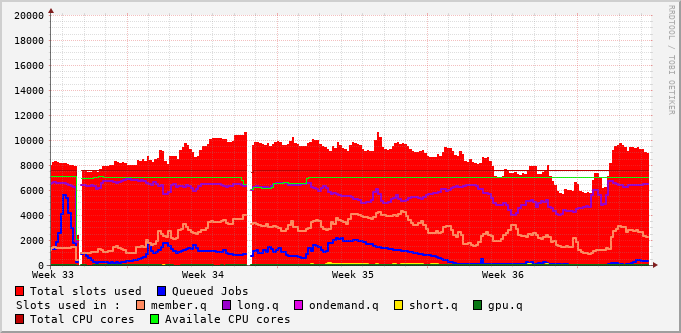 20000
18000
16000
14000
12000
10000
8000
6000
4000
2000
0
Week 33 Week 34 Week 35 Week 36
RRDTOOL / TOBI OETIKER
Total slots used Queued Jobs
Slots used in : member.q long.q ondemand.q short.q gpu.q
Total CPU cores Availale CPU cores